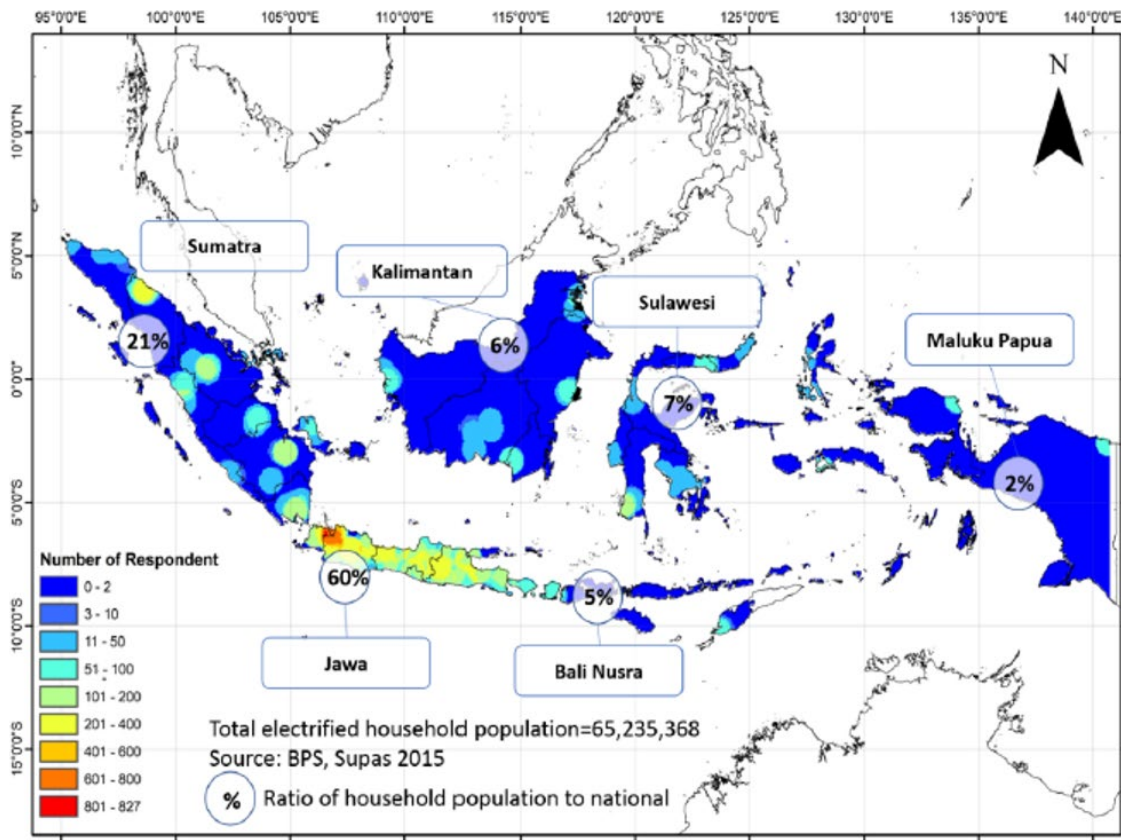 95°0'0"E 100°0'0"E 105°0'0"E 110°0'0"E 115°0'0"E 120°0'0"E 125°0'0"E 130°0'0"E 135°0'0"E 140°0'0"E
N
10°0'0"N
5°0'0"N
0°0'0"
5°0'0"S
10°0'0"S
15°0'0"S
Sumatra
Kalimantan
Sulawesi
Maluku Papua
21%
6%
7%
2%
60%
5%
Jawa
Bali Nusra
Number of Respondent
0 - 2
3 - 10
11 - 50
51 - 100
101 - 200
201 - 400
401 - 600
601 - 800
801 - 827
Total electrified household population=65,235,368
Source: BPS, Supas 2015
% Ratio of household population to national